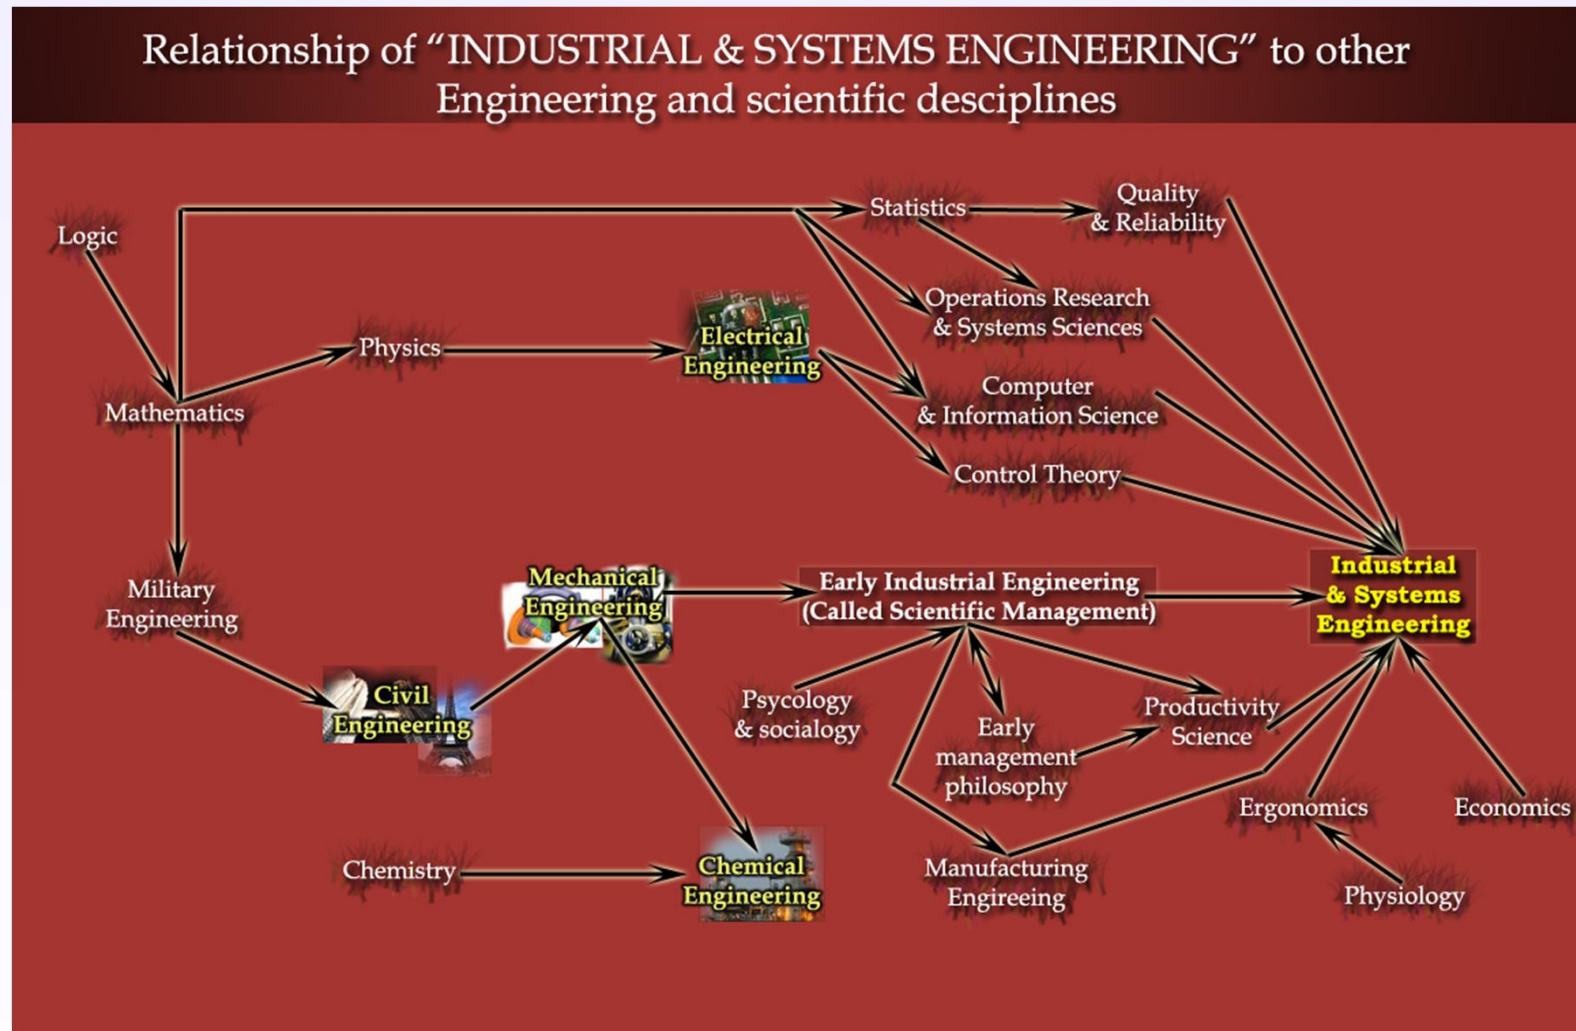 Relationship of “INDUSTRIAL & SYSTEMS ENGINEERING” to other
Engineering and scientific desciplines
Logic
Statistics
Quality
& Reliability
Operations Research
& Systems Sciences
Physics
Electrical
Engineering
Computer
& Information Science
Mathematics
Control Theory
Military
Engineering
Mechanical
Engineering
Early Industrial Engineering
(Called Scientific Management)
Industrial
& Systems
Engineering
Civil
Engineering
Psycology
& socialogy
Early
management
philosophy
Productivity
Science
Ergonomics
Economics
Chemistry
Chemical
Engineering
Manufacturing
Engireeing
Physiology